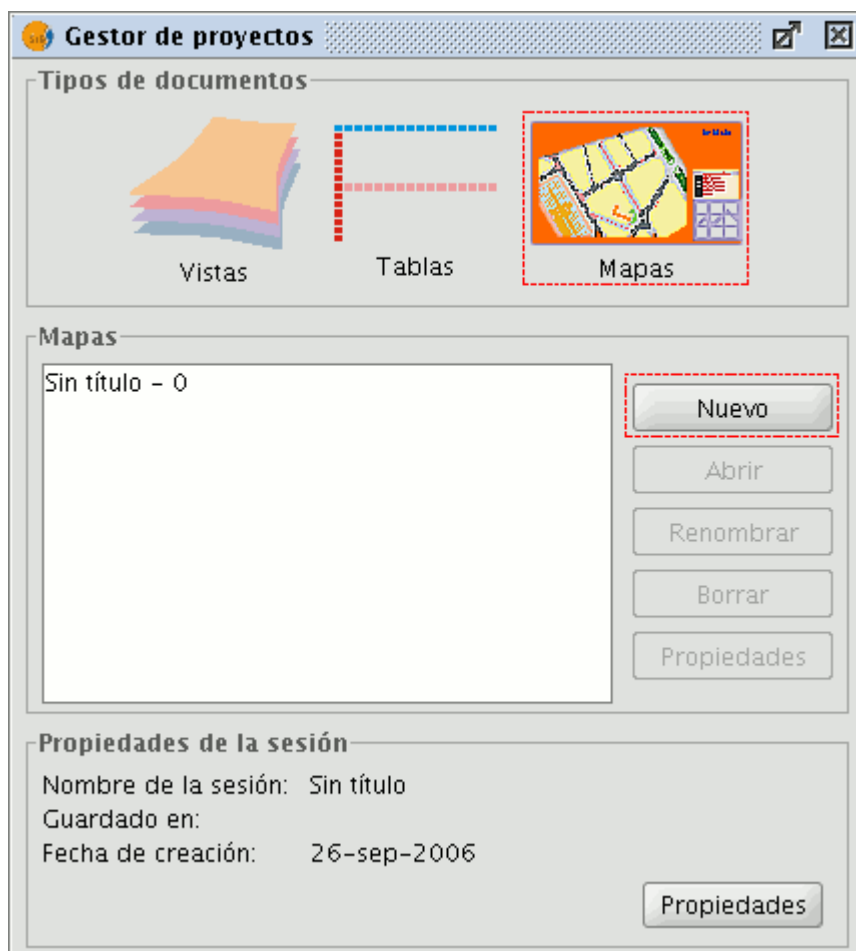 Gestor de proyectos
Tipos de documentos
Vistas
Tablas
Mapas
Mapas
Sin título - 0
Nuevo
Abrir
Renombrar
Borrar
Propiedades
Propiedades de la sesión
Nombre de la sesión: Sin título
Guardado en:
Fecha de creación: 26-sep-2006
Propiedades